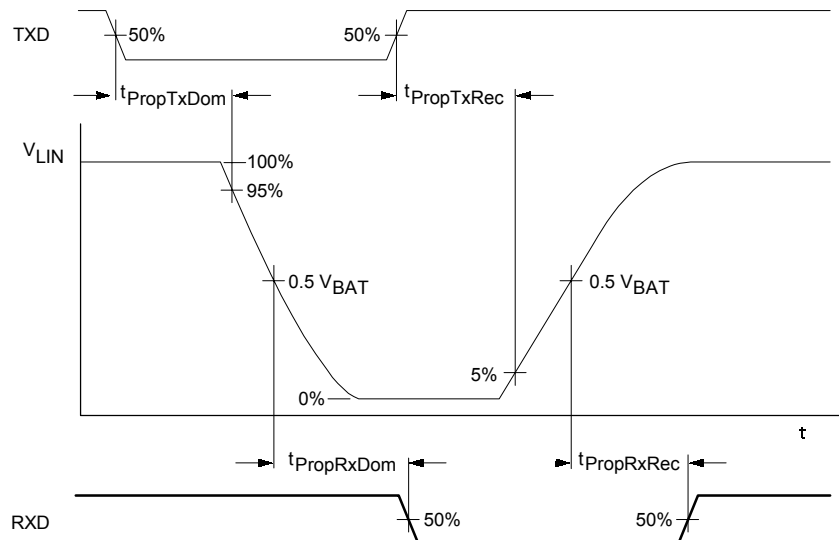 TXD
50%
50%
tPropTxDom
tPropTxRec
VLIN
100%
95%
0.5 VBAT
0.5 VBAT
5%
0%
t
tPropRxDom
tPropRxRec
RXD
50%
50%